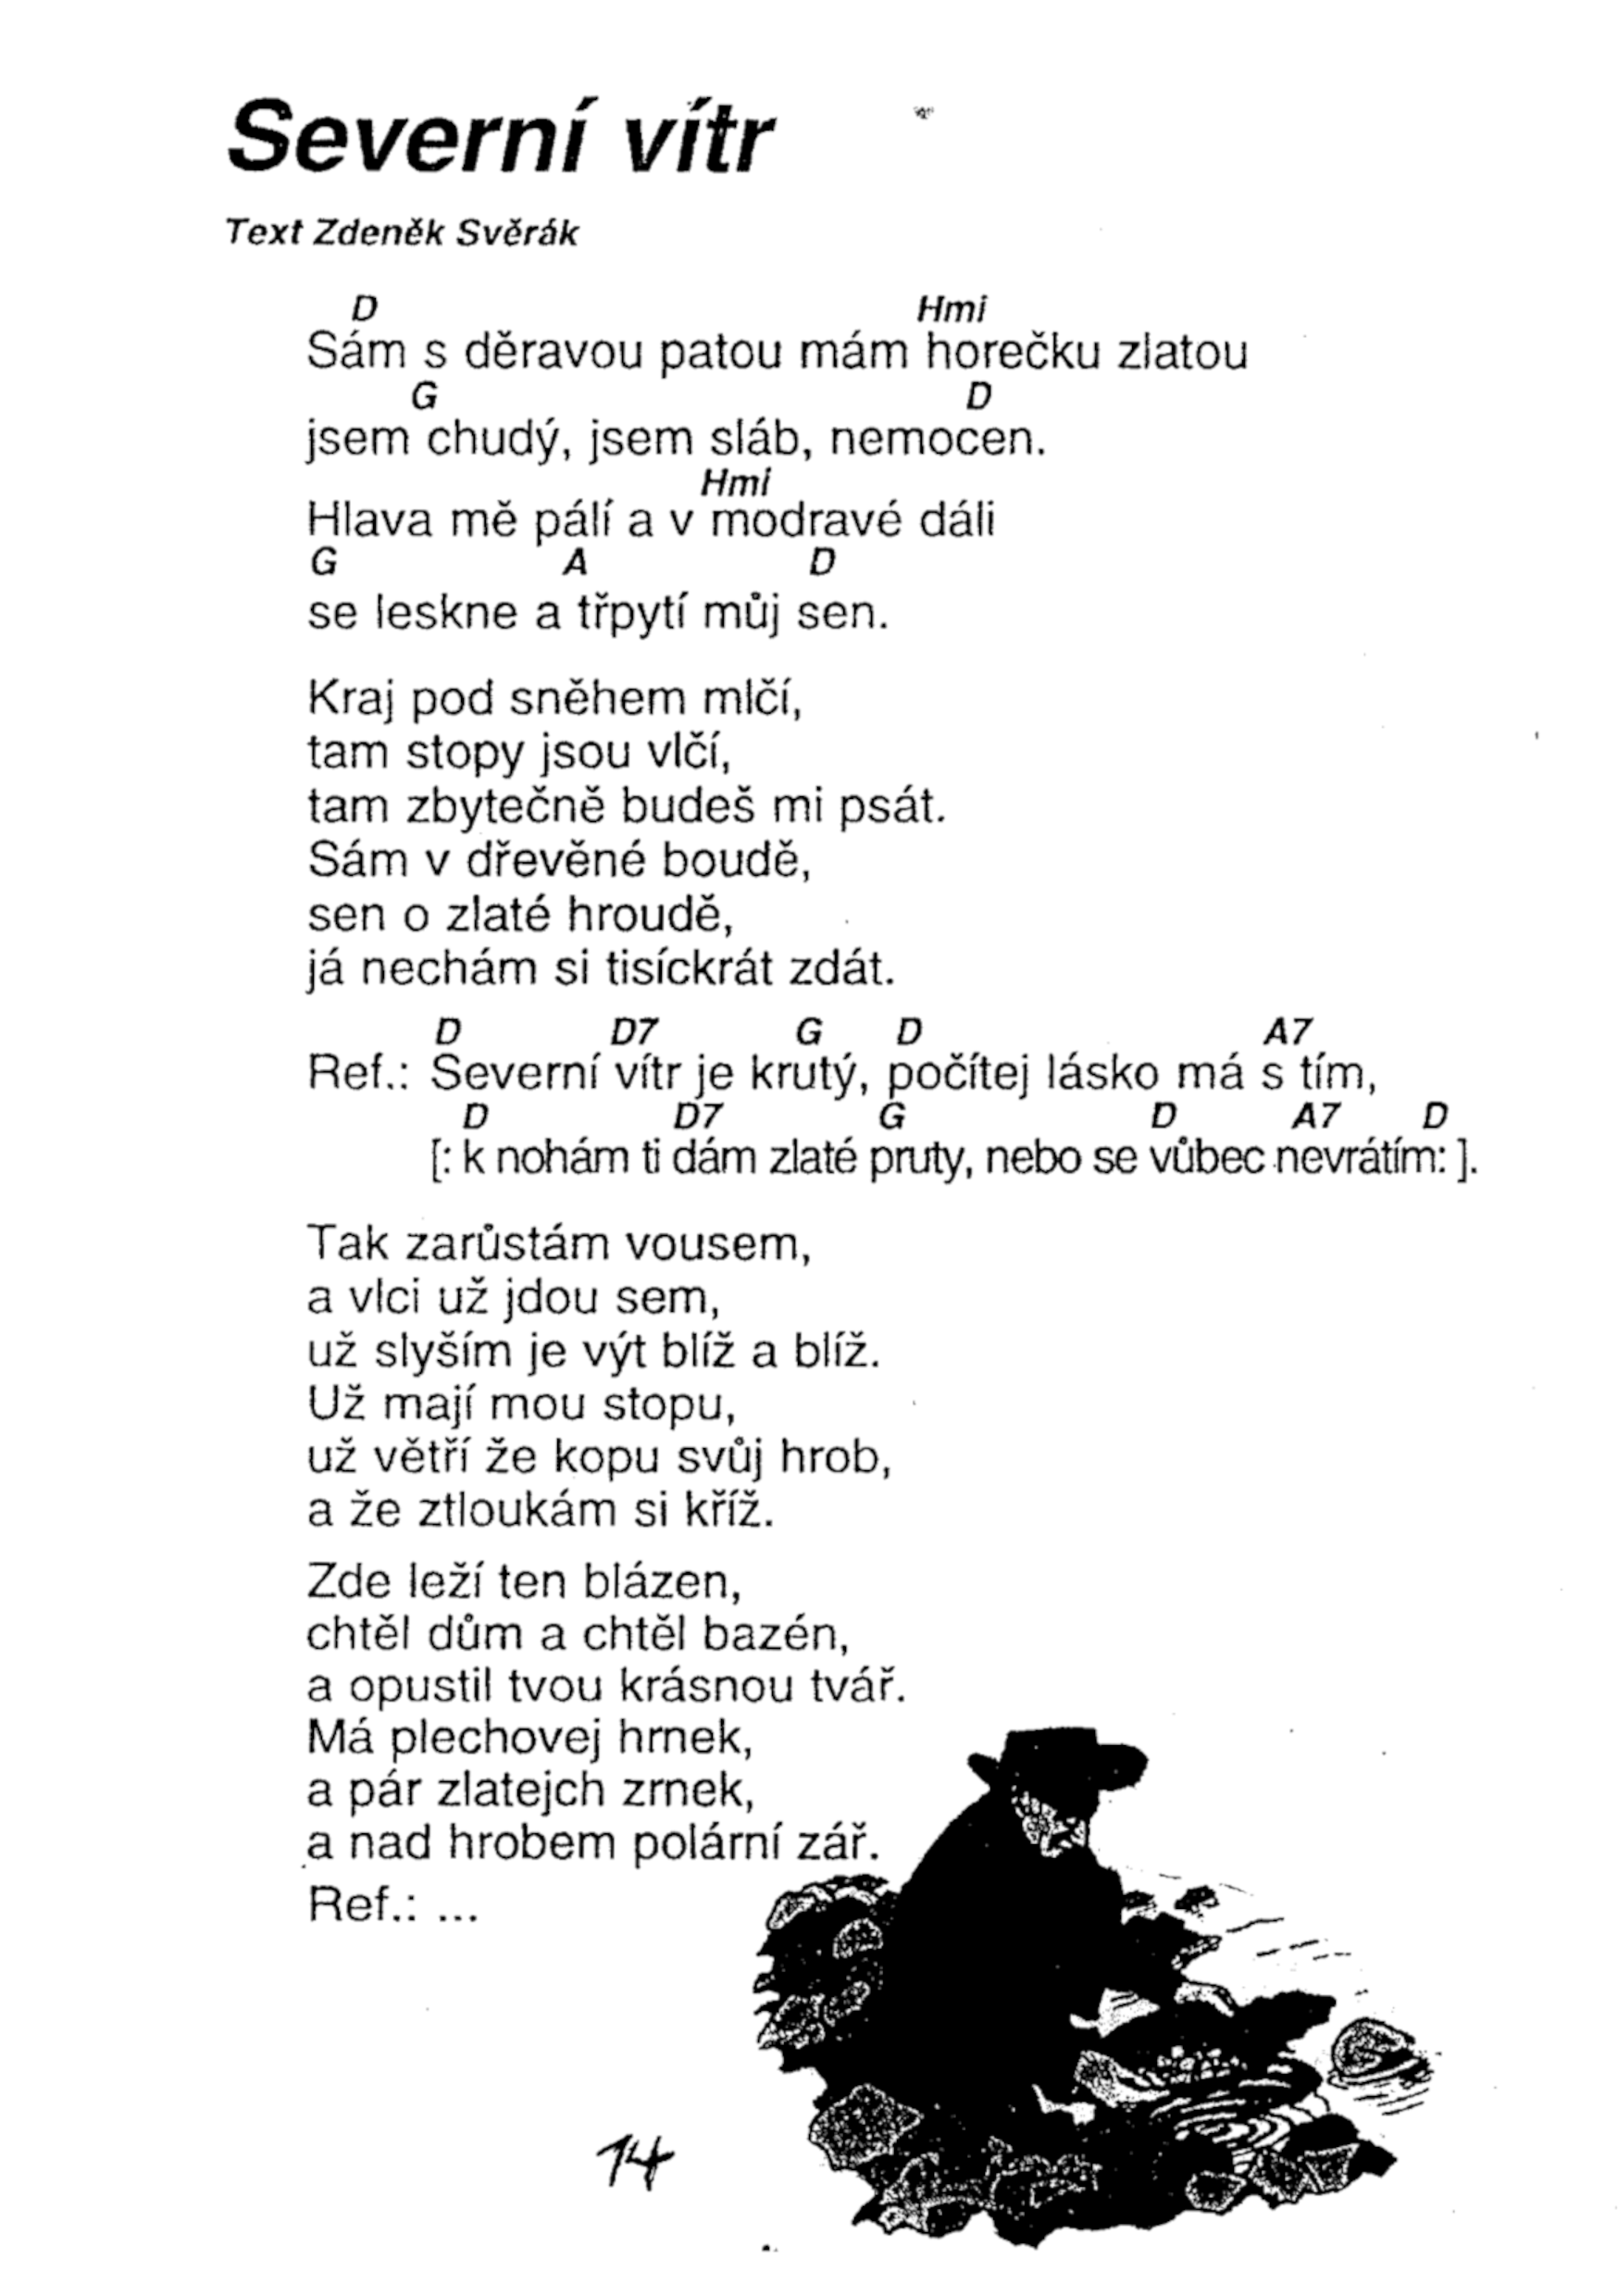 Severní vítr
Text Zdeněk Svěrák
D Hmi
Sám s děravou patou mám horečku zlatou
G D
jsem chudý, jsem sláb, nemocen.
Hmi
Hlava mě pálí a v modravé dáli
G A D
se leskne a třpytí můj sen.
Kraj pod sněhem mlčí,
tam stopy jsou vlčí,
tam zbytečně budeš mi psát.
Sám v dřevěné boudě,
sen o zlaté hroudě,
já nechám si tisíckrát zdát.
D D7 G D A7
Ref.: Severní vítr je krutý, počítej lásko má s tím,
D D7 G D A7 D
[: k nohám ti dám zlaté pruty, nebo se vůbec nevrátím: ].
Tak zarůstám vousem,
a vlci už jdou sem,
už slyším je výt blíž a blíž.
Už mají mou stopu,
už větří že kopu svůj hrob,
a že ztloukám si kříž.
Zde leží ten blázen,
chtěl dům a chtěl bazén,
a opustil tvou krásnou tvář.
Má plechovej hrnek,
a pár zlatejch zrnek,
a nad hrobem polární zář.
Ref.: ...
14